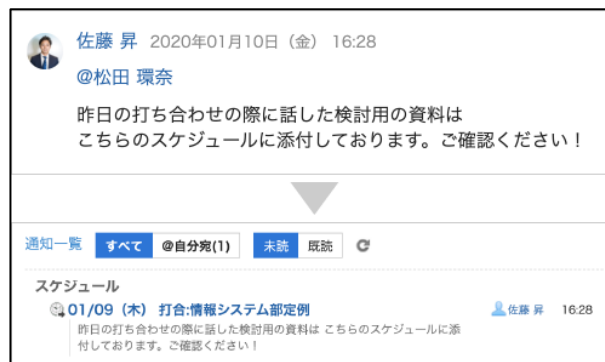 佐藤 昇 2020年01月10日（金） 16:28
@松田 環奈
昨日の打ち合わせの際に話した検討用の資料は
こちらのスケジュールに添付しております。ご確認ください！
通知一覧 すべて @自分宛(1) 未読 既読
スケジュール
01/09（木） 打合:情報システム部定例 佐藤 昇 16:28
昨日の打ち合わせの際に話した検討用の資料は こちらのスケジュールに添
付しております。ご確認ください！